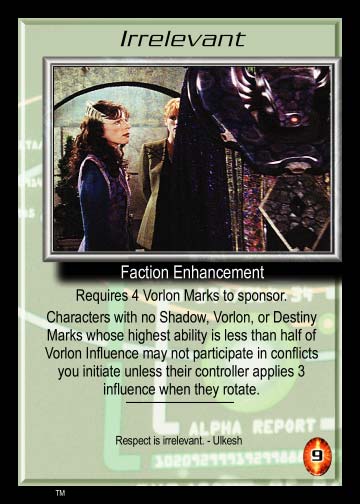 Irrelevant
Faction Enhancement
Requires 4 Vorlon Marks to sponsor.
Characters with no Shadow, Vorlon, or Destiny
Marks whose highest ability is less than half of
Vorlon Influence may not participate in conflicts
you initiate unless their controller applies 3
influence when they rotate.
ALPHA REPORT
Respect is irrelevant. - Ulkesh
9
TM